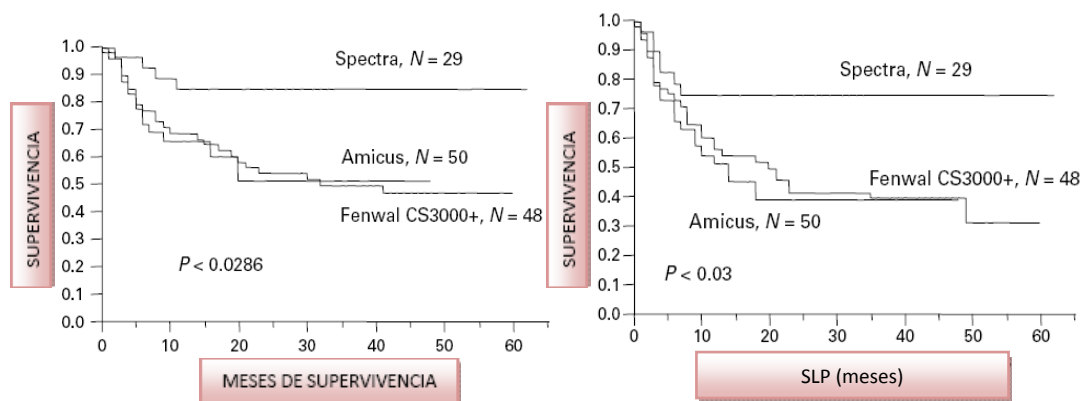 SUPERVIVENCIA
1.0
0.9
0.8
0.7
0.6
0.5
0.4
0.3
0.2
0.1
0.0
Spectra, N = 29
Amicus, N = 50
Fenwal CS3000+, N = 48
P < 0.0286
0 10 20 30 40 50 60
MESES DE SUPERVIVENCIA
SUPERVIVENCIA
1.0
0.9
0.8
0.7
0.6
0.5
0.4
0.3
0.2
0.1
0.0
Spectra, N = 29
Fenwal CS3000+, N = 48
Amicus, N = 50
P < 0.03
0 10 20 30 40 50 60
SLP (meses)